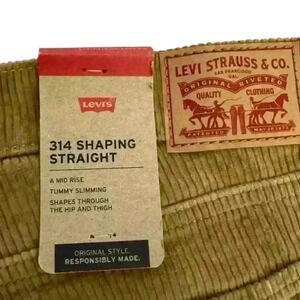 Levi's
314 SHAPING
STRAIGHT
A MID RISE
TUMMY SLIMMING
SHAPES THROUGH
THE HIP AND THIGH
ORIGINAL STYLE.
RESPONSIBLY MADE.
LEVI STRAUSS & CO.
SAN FRANCISCO
CAL.
ORIGINAL RIVETED
QUALITY CLOTHING
PATENTED MAY 20 1873